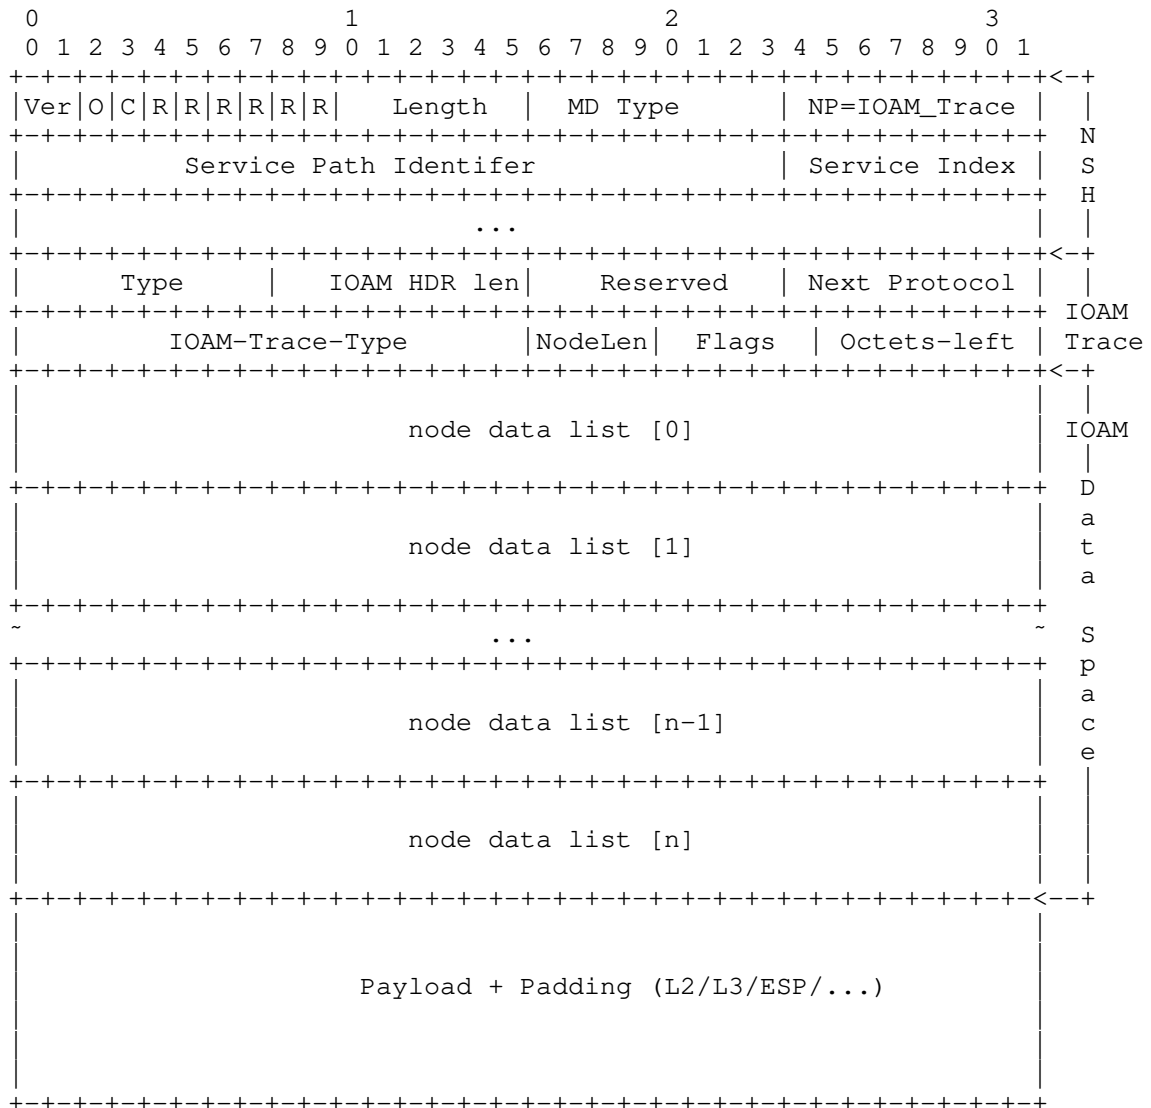 0                   1                   2                   3
 0 1 2 3 4 5 6 7 8 9 0 1 2 3 4 5 6 7 8 9 0 1 2 3 4 5 6 7 8 9 0 1
+-+-+-+-+-+-+-+-+-+-+-+-+-+-+-+-+-+-+-+-+-+-+-+-+-+-+-+-+-+-+-+-+<-+
|Ver|O|C|R|R|R|R|R|R|   Length  |  MD Type      | NP=IOAM_Trace |  |
+-+-+-+-+-+-+-+-+-+-+-+-+-+-+-+-+-+-+-+-+-+-+-+-+-+-+-+-+-+-+-+-+  N
|          Service Path Identifer               | Service Index |  S
+-+-+-+-+-+-+-+-+-+-+-+-+-+-+-+-+-+-+-+-+-+-+-+-+-+-+-+-+-+-+-+-+  H
|                            ...                                |  |
+-+-+-+-+-+-+-+-+-+-+-+-+-+-+-+-+-+-+-+-+-+-+-+-+-+-+-+-+-+-+-+-+<-+
|      Type     |   IOAM HDR len|    Reserved   | Next Protocol |  |
+-+-+-+-+-+-+-+-+-+-+-+-+-+-+-+-+-+-+-+-+-+-+-+-+-+-+-+-+-+-+-+-+ IOAM
|         IOAM-Trace-Type       |NodeLen|  Flags  | Octets-left | Trace
+-+-+-+-+-+-+-+-+-+-+-+-+-+-+-+-+-+-+-+-+-+-+-+-+-+-+-+-+-+-+-+-+<-+
|                                                               |  |
|                        node data list [0]                     | IOAM
|                                                               |  |
+-+-+-+-+-+-+-+-+-+-+-+-+-+-+-+-+-+-+-+-+-+-+-+-+-+-+-+-+-+-+-+-+  D
|                                                               |  a
|                        node data list [1]                     |  t
|                                                               |  a
+-+-+-+-+-+-+-+-+-+-+-+-+-+-+-+-+-+-+-+-+-+-+-+-+-+-+-+-+-+-+-+-+
~                             ...                               ~  S
+-+-+-+-+-+-+-+-+-+-+-+-+-+-+-+-+-+-+-+-+-+-+-+-+-+-+-+-+-+-+-+-+  p
|                                                               |  a
|                        node data list [n-1]                   |  c
|                                                               |  e
+-+-+-+-+-+-+-+-+-+-+-+-+-+-+-+-+-+-+-+-+-+-+-+-+-+-+-+-+-+-+-+-+  |
|                                                               |  |
|                        node data list [n]                     |  |
|                                                               |  |
+-+-+-+-+-+-+-+-+-+-+-+-+-+-+-+-+-+-+-+-+-+-+-+-+-+-+-+-+-+-+-+-<--+
|                                                               |
|                                                               |
|                     Payload + Padding (L2/L3/ESP/...)         |
|                                                               |
|                                                               |
|                                                               |
+-+-+-+-+-+-+-+-+-+-+-+-+-+-+-+-+-+-+-+-+-+-+-+-+-+-+-+-+-+-+-+-+